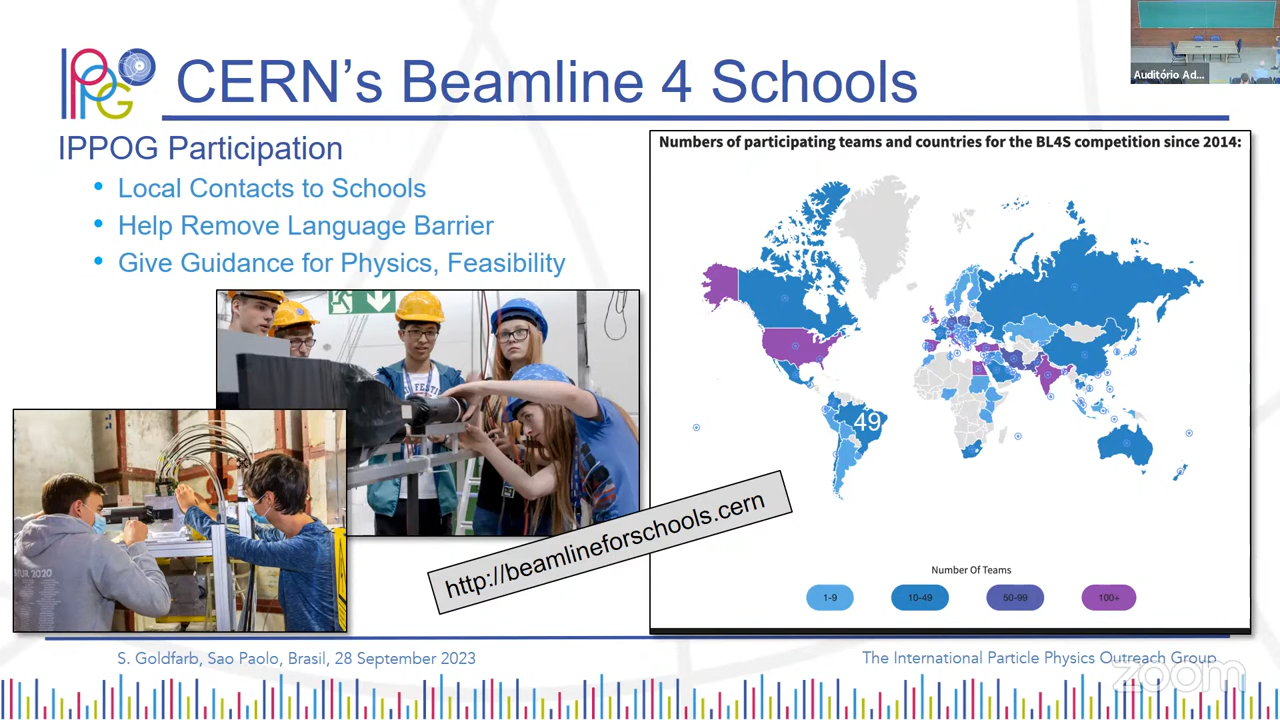 IPPOG
CERN's Beamline 4 Schools
Auditório Ad...
IPPOG Participation
• Local Contacts to Schools
• Help Remove Language Barrier
• Give Guidance for Physics, Feasibility
Numbers of participating teams and countries for the BL4S competition since 2014:
49
http://beamlineforschools.cern
Number Of Teams
1-9
10-49
50-99
100+
2020
S. Goldfarb, Sao Paolo, Brasil, 28 September 2023
The International Particle Physics Outreach Group
zoom